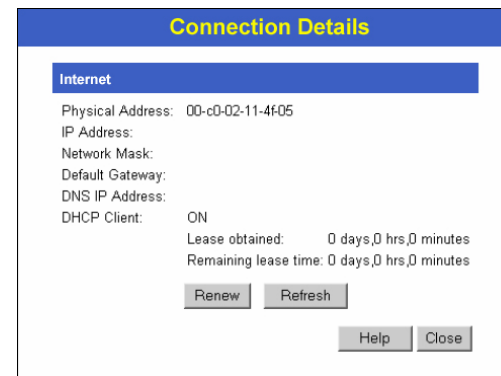 Connection Details
Internet
Physical Address: 00-c0-02-11-4f-05
IP Address:
Network Mask:
Default Gateway:
DNS IP Address:
DHCP Client: ON
Lease obtained: 0 days,0 hrs,0 minutes
Remaining lease time: 0 days,0 hrs,0 minutes
Renew Refresh
Help Close